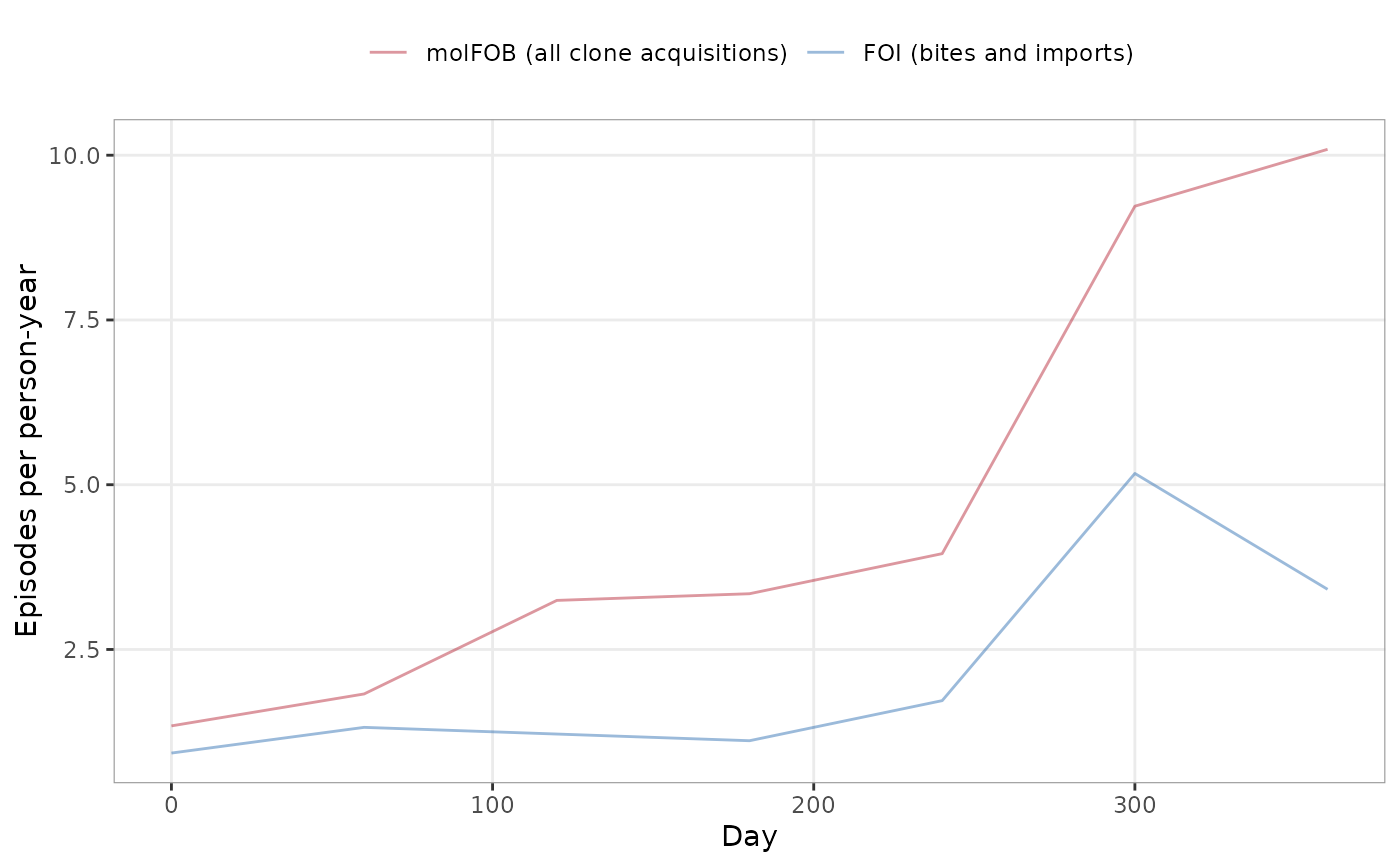 molFOB (all clone acquisitions) FOI (bites and imports)
10.0
7.5
5.0
2.5
Episodes per person-year
0 100 200 300
Day